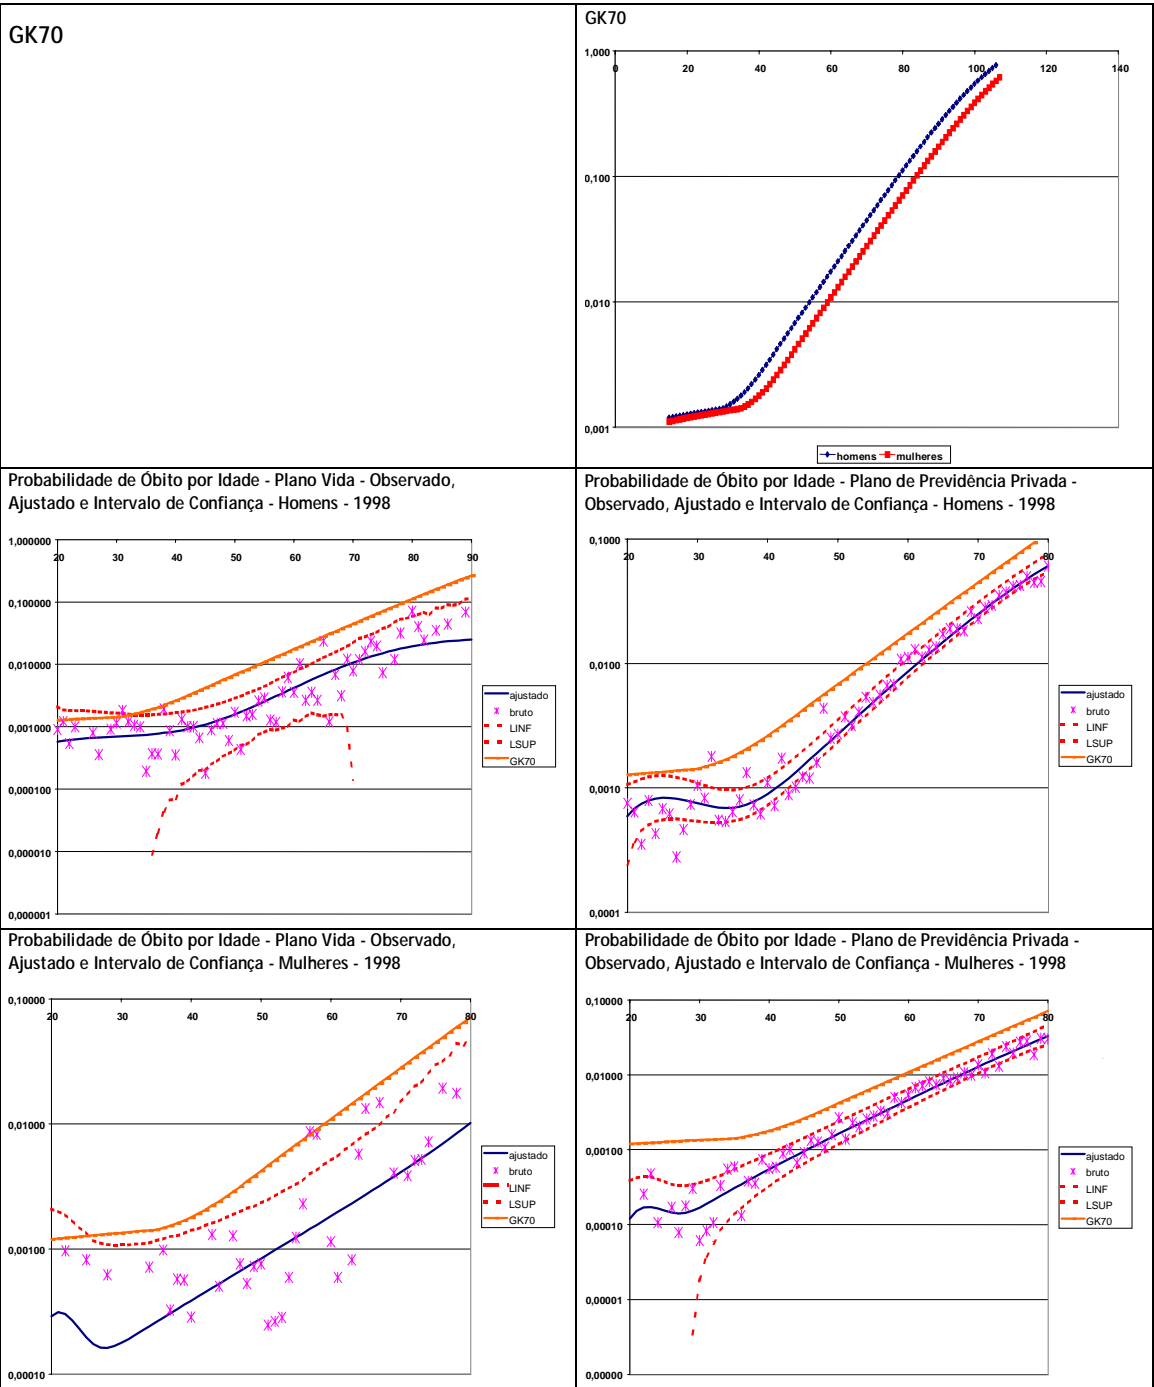 GK70
GK70
1,000
0 20 40 60 80 100 120 140
0,100
0,010
0,001
homens mulheres
Probabilidade de Óbito por Idade - Plano Vida - Observado,
Ajustado e Intervalo de Confiança - Homens - 1998
1,000000
20 30 40 50 60 70 80 90
0,100000
0,010000
0,001000
0,000100
0,000010
0,000001
ajustado
bruto
LINF
LSUP
GK70
Probabilidade de Óbito por Idade - Plano de Previdência Privada -
Observado, Ajustado e Intervalo de Confiança - Homens - 1998
0,1000
20 30 40 50 60 70 80
0,0100
0,0010
0,0001
ajustado
bruto
LINF
LSUP
GK70
Probabilidade de Óbito por Idade - Plano Vida - Observado,
Ajustado e Intervalo de Confiança - Mulheres - 1998
0,10000
20 30 40 50 60 70 80
0,01000
0,00100
0,00010
ajustado
bruto
LINF
LSUP
GK70
Probabilidade de Óbito por Idade - Plano de Previdência Privada -
Observado, Ajustado e Intervalo de Confiança - Mulheres - 1998
0,10000
20 30 40 50 60 70 80
0,01000
0,00100
0,00010
0,00001
0,00000
ajustado
bruto
LINF
LSUP
GK70